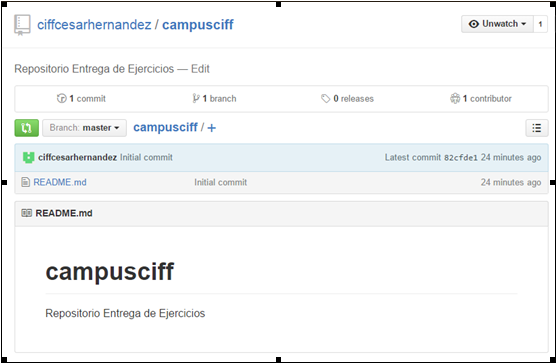 ciffcesarhernandez / campusciff
Unwatch 1
Repositorio Entrega de Ejercicios — Edit
1 commit 1 branch 0 releases 1 contributor
Branch: master campusciff / +
ciffcesarhernandez Initial commit Latest commit 82cfde1 24 minutes ago
README.md Initial commit 24 minutes ago
README.md
campusciff
Repositorio Entrega de Ejercicios